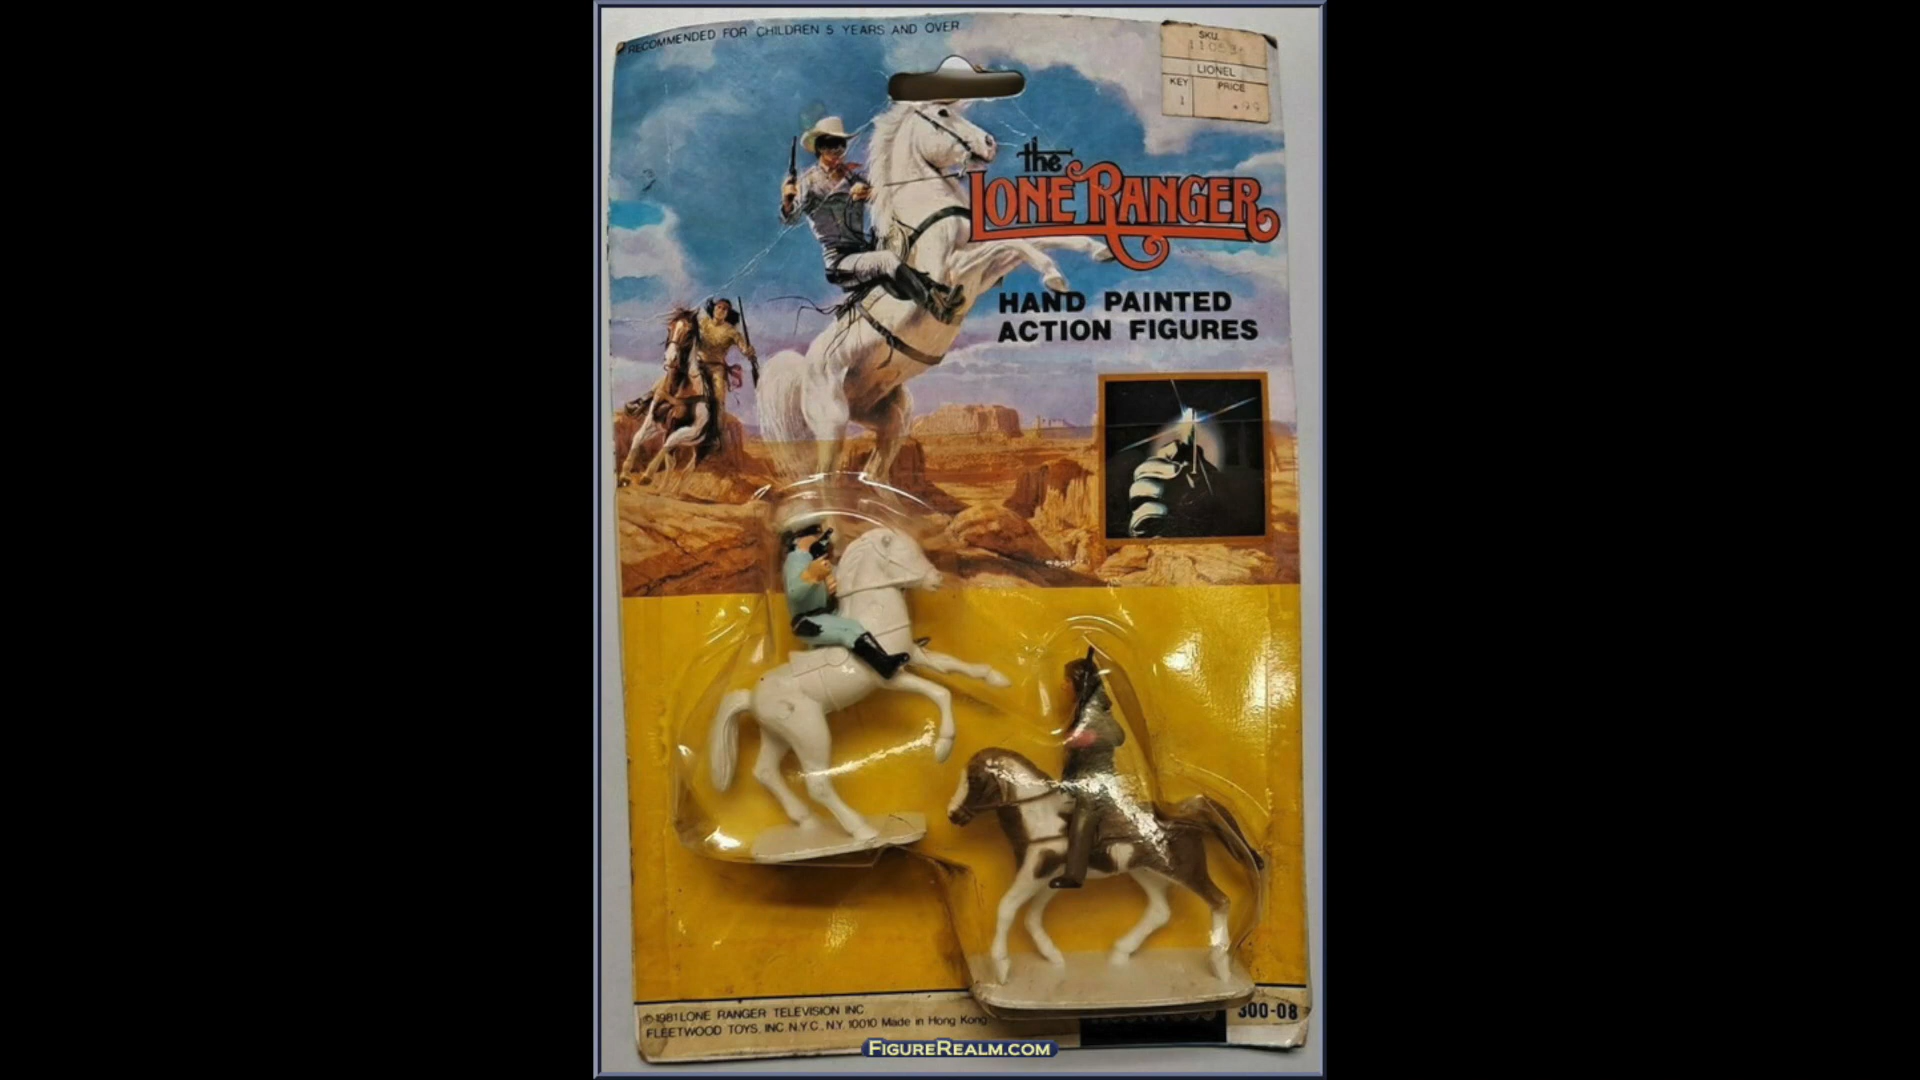 RECOMMENDED FOR CHILDREN 5 YEARS AND OVER
SKU
LIONEL
KEY
PRICE
1
.99
the
LONE RANGER
HAND PAINTED
ACTION FIGURES
©1981 LONE RANGER TELEVISION INC
FLEETWOOD TOYS, INC. N.Y.C., N.Y. 10010 Made in Hong Kong
300-08
FIGUREREALM.COM